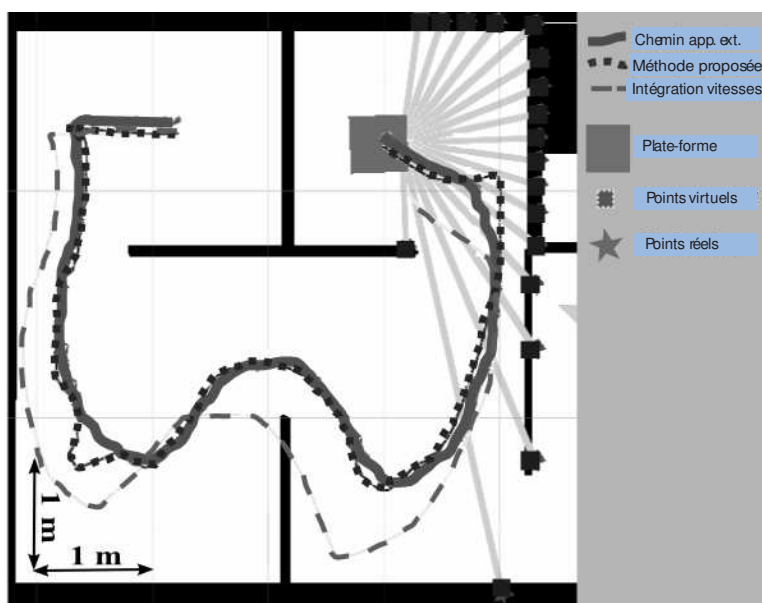 Chemin app. ext.
Méthode proposée
Intégration vitesses
Plate-forme
Points virtuels
Points réels
1 m
1 m